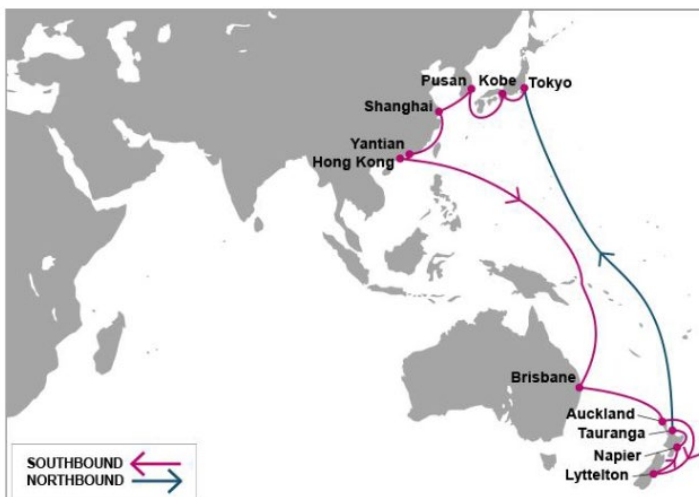 Pusan Kobe Tokyo
Shanghai
Yantian
Hong Kong
Brisbane
Auckland
Tauranga
Napier
Lyttelton
SOUTHBOUND
NORTHBOUND